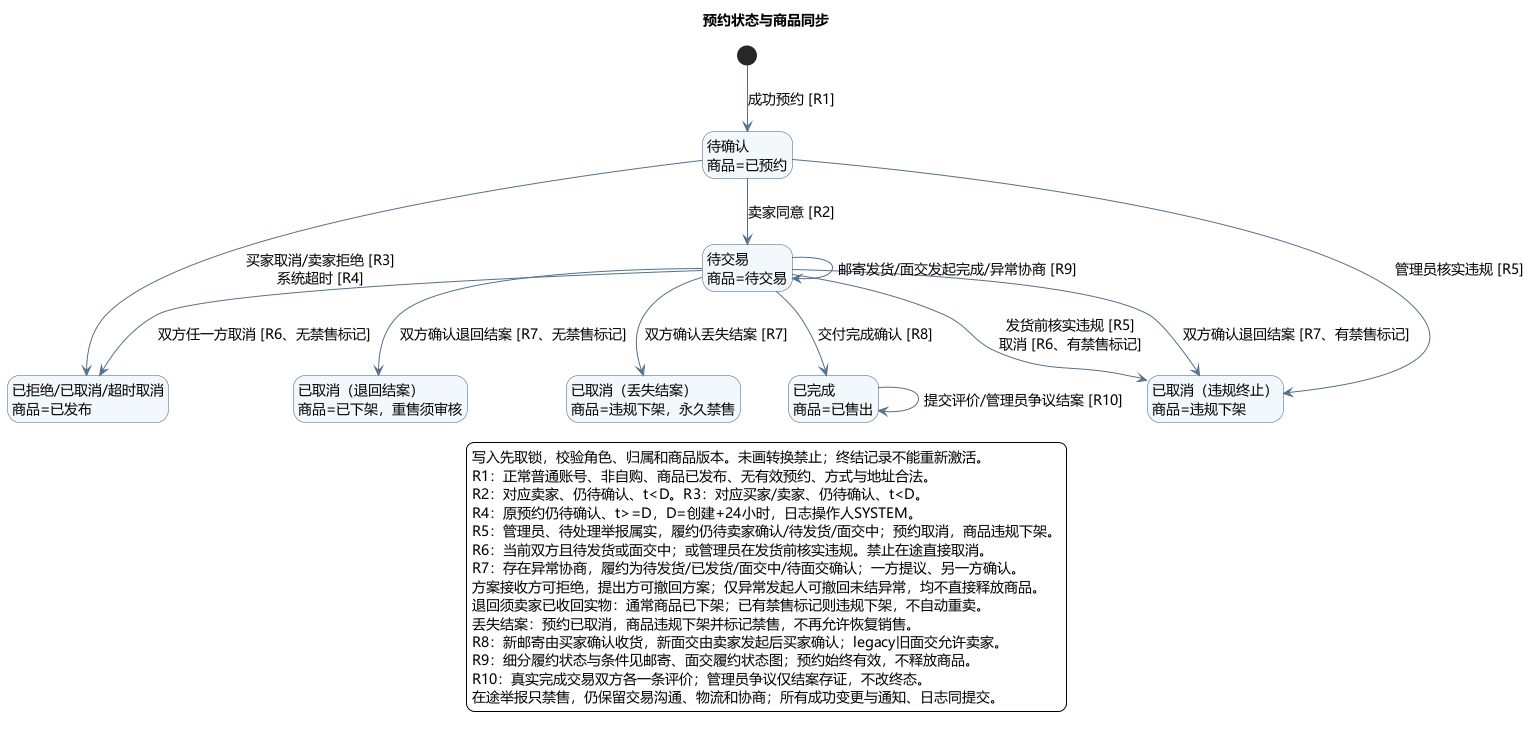 预约状态与商品同步
成功预约 [R1]
待确认
商品=已预约
卖家同意 [R2]
买家取消/卖家拒绝 [R3]
系统超时 [R4]
待交易
商品=待交易
邮寄发货/面交发起完成/异常协商 [R9]
管理员核实违规 [R5]
双方任一方取消 [R6、无禁售标记]
双方确认退回结案 [R7、无禁售标记]
双方确认丢失结案 [R7]
交付完成确认 [R8]
发货前核实违规 [R5]
取消 [R6、有禁售标记]
双方确认退回结案 [R7、有禁售标记]
已拒绝/已取消/超时取消
商品=已发布
已取消（退回结案）
商品=已下架，重售须审核
已取消（丢失结案）
商品=违规下架，永久禁售
已完成
商品=已售出
提交评价/管理员争议结案 [R10]
已取消（违规终止）
商品=违规下架
写入先取锁，校验角色、归属和商品版本。未画转换禁止；终结记录不能重新激活。
R1：正常普通账号、非自购、商品已发布、无有效预约、方式与地址合法。
R2：对应卖家、仍待确认、t<D。R3：对应买家/卖家、仍待确认、t<D。
R4：原预约仍待确认、t>=D，D=创建+24小时，日志操作人SYSTEM。
R5：管理员、待处理举报属实，履约仍待卖家确认/待发货/面交中；预约取消，商品违规下架。
R6：当前双方且待发货或面交中；或管理员在发货前核实违规。禁止在途直接取消。
R7：存在异常协商，履约为待发货/已发货/面交中/待面交确认；一方提议、另一方确认。
方案接收方可拒绝，提出方可撤回方案；仅异常发起人可撤回未结异常，均不直接释放商品。
退回须卖家已收回实物：通常商品已下架；已有禁售标记则违规下架，不自动重卖。
丢失结案：预约已取消，商品违规下架并标记禁售，不再允许恢复销售。
R8：新邮寄由买家确认收货，新面交由卖家发起后买家确认；legacy旧面交允许卖家。
R9：细分履约状态与条件见邮寄、面交履约状态图；预约始终有效，不释放商品。
R10：真实完成交易双方各一条评价；管理员争议仅结案存证，不改终态。
在途举报只禁售，仍保留交易沟通、物流和协商；所有成功变更与通知、日志同提交。